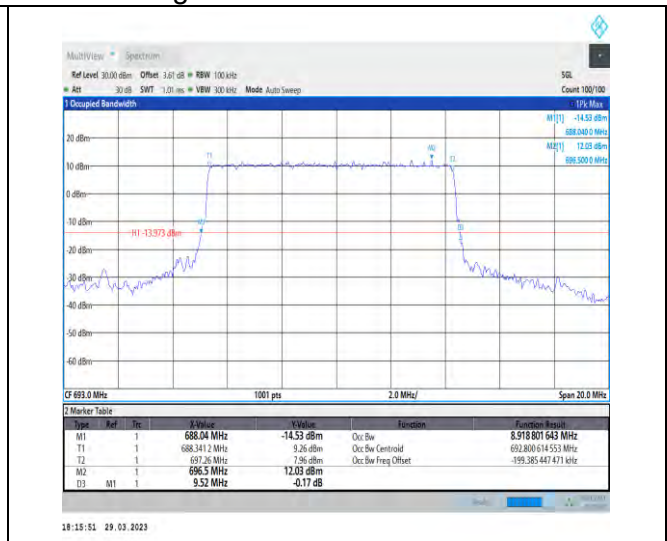 MultiView Spectrum
Ref Level 30.00 dBm Offset 3.61 dB RBW 100 kHz SGL
Att 30 dB SWT 1.01 ms VBW 300 kHz Mode Auto Sweep Count 100/100
1 Occupied Bandwidth 1Pk Max
M1[1] -14.53 dBm
688.040 0 MHz
M2[1] 12.03 dBm
696.500 0 MHz
20 dBm
M2
T1 T2
10 dBm
0 dBm
-10 dBm
M1 D3
H1 -13.973 dBm
-20 dBm
-30 dBm
-40 dBm
-50 dBm
-60 dBm
CF 693.0 MHz 1001 pts 2.0 MHz/ Span 20.0 MHz
2 Marker Table
Type Ref Trc X-Value Y-Value Function Function Result
M1 1 688.04 MHz -14.53 dBm Occ Bw 8.918 801 643 MHz
T1 1 688.341 2 MHz 9.26 dBm Occ Bw Centroid 692.800 614 553 MHz
T2 1 697.26 MHz 7.96 dBm Occ Bw Freq Offset -199.385 447 471 kHz
M2 1 696.5 MHz 12.03 dBm
D3 M1 1 9.52 MHz -0.17 dB
18:15:51 29.03.2023